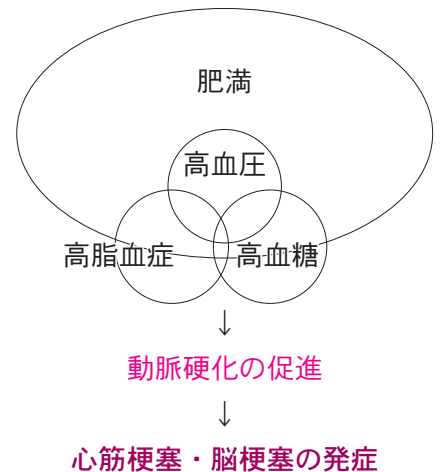 肥満
高血圧
高脂血症 高血糖
↓
動脈硬化の促進
↓
心筋梗塞・脳梗塞の発症